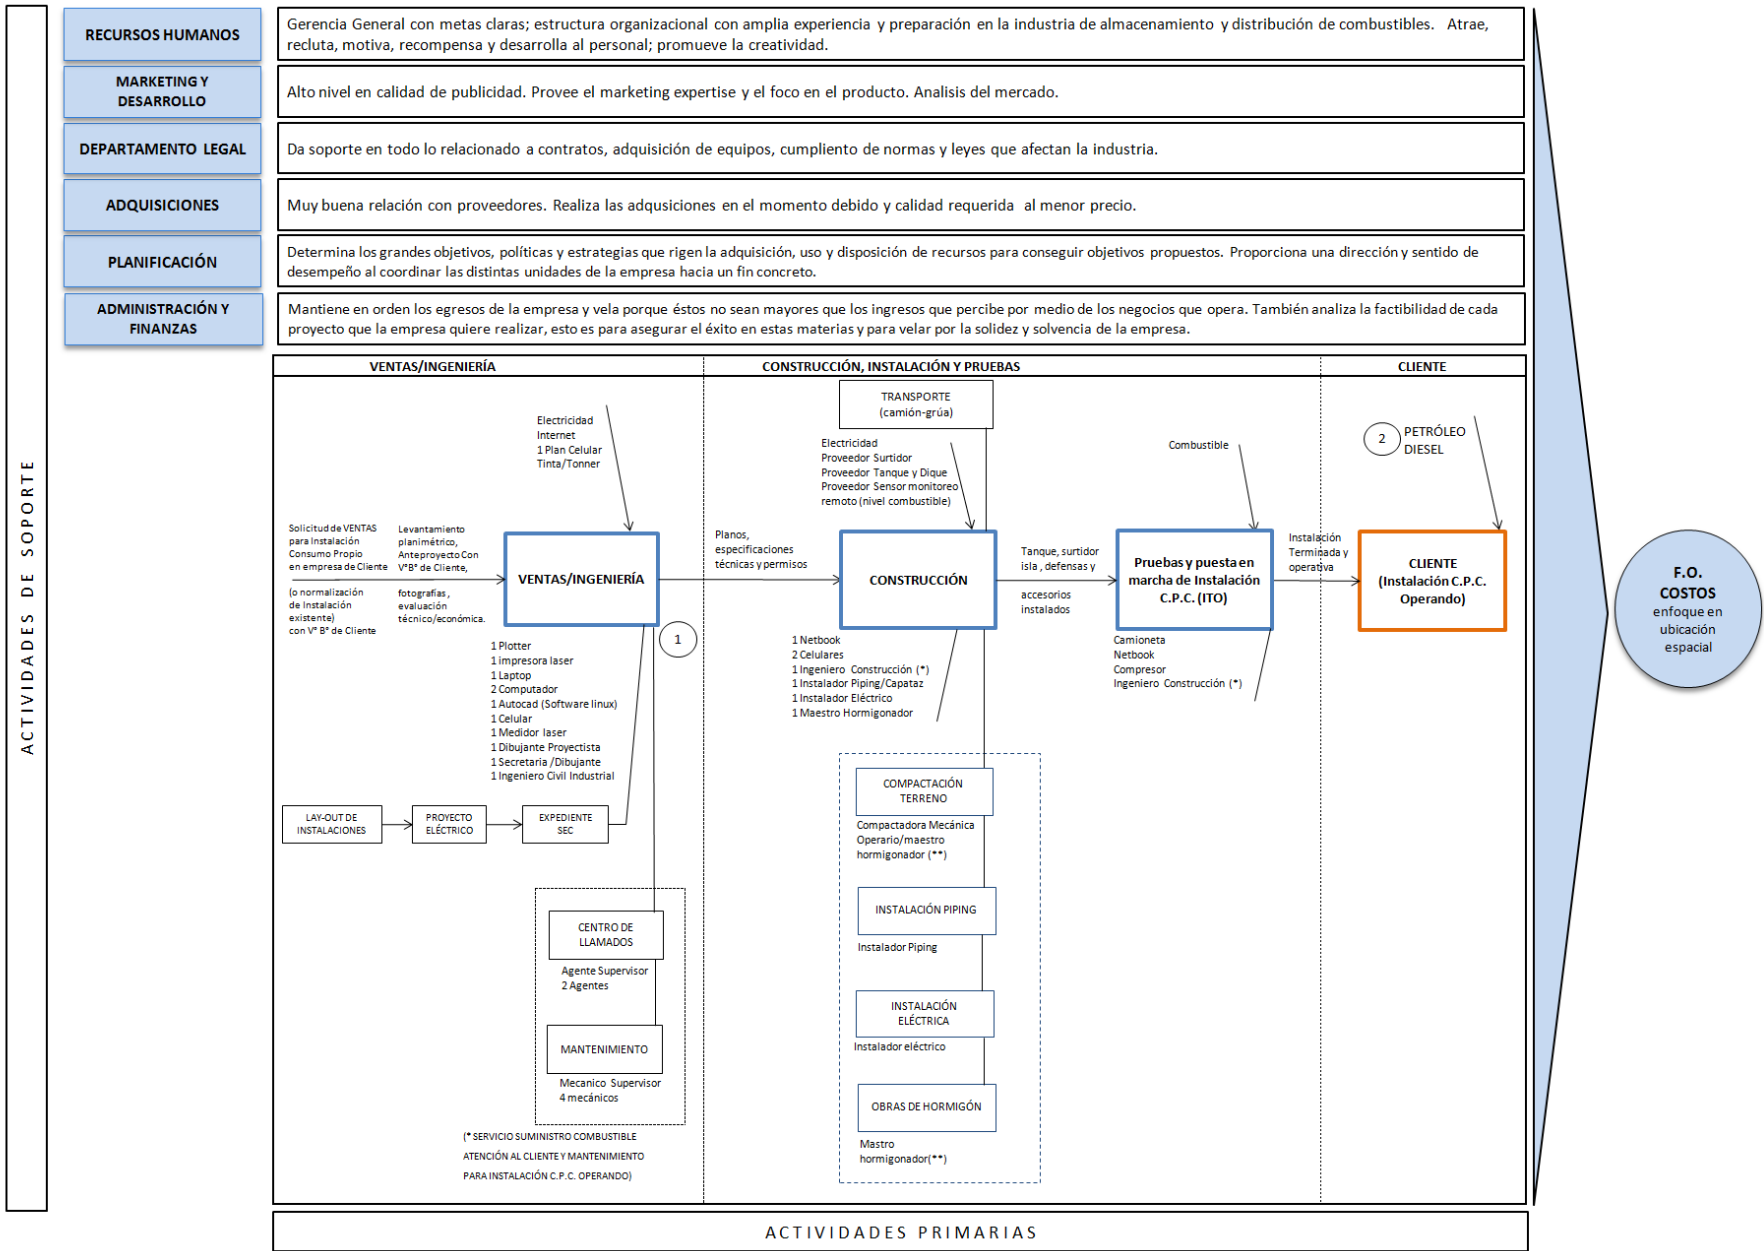 ACTIVIDADES DE SOPORTE
RECURSOS HUMANOS
Gerencia General con metas claras; estructura organizacional con amplia experiencia y preparación en la industria de almacenamiento y distribución de combustibles. Atrae,
recluta, motiva, recompensa y desarrolla al personal; promueve la creatividad.
MARKETING Y
DESARROLLO
Alto nivel en calidad de publicidad. Provee el marketing expertise y el foco en el producto. Analisis del mercado.
DEPARTAMENTO LEGAL
Da soporte en todo lo relacionado a contratos, adquisición de equipos, cumpliento de normas y leyes que afectan la industria.
ADQUISICIONES
Muy buena relación con proveedores. Realiza las adqusiciones en el momento debido y calidad requerida al menor precio.
PLANIFICACIÓN
Determina los grandes objetivos, políticas y estrategias que rigen la adquisición, uso y disposición de recursos para conseguir objetivos propuestos. Proporciona una dirección y sentido de
desempeño al coordinar las distintas unidades de la empresa hacia un fin concreto.
ADMINISTRACIÓN Y
FINANZAS
Mantiene en orden los egresos de la empresa y vela porque éstos no sean mayores que los ingresos que percibe por medio de los negocios que opera. También analiza la factibilidad de cada
proyecto que la empresa quiere realizar, esto es para asegurar el éxito en estas materias y para velar por la solidez y solvencia de la empresa.
VENTAS/INGENIERÍA
CONSTRUCCIÓN, INSTALACIÓN Y PRUEBAS
CLIENTE
Electricidad
Internet
1 Plan Celular
Tinta/Tonner
Solicitud de VENTAS
para Instalación
Consumo Propio
en empresa de Cliente
(o normalización
de Instalación
existente)
con V° B° de Cliente
Levantamiento
planimétrico,
Anteproyecto Con
V°B° de Cliente,
fotografías,
evaluación
técnico/económica.
VENTAS/INGENIERÍA
1
1 Plotter
1 impresora laser
1 Laptop
2 Computador
1 Autocad (Software linux)
1 Celular
1 Medidor laser
1 Dibujante Proyectista
1 Secretaria /Dibujante
1 Ingeniero Civil Industrial
LAY-OUT DE
INSTALACIONES
PROYECTO
ELÉCTRICO
EXPEDIENTE
SEC
CENTRO DE
LLAMADOS
Agente Supervisor
2 Agentes
MANTENIMIENTO
Mecanico Supervisor
4 mecánicos
(* SERVICIO SUMINISTRO COMBUSTIBLE
ATENCIÓN AL CLIENTE Y MANTENIMIENTO
PARA INSTALACIÓN C.P.C. OPERANDO)
Planos,
especificaciones
técnicas y permisos
TRANSPORTE
(camión-grúa)
Electricidad
Proveedor Surtidor
Proveedor Tanque y Dique
Proveedor Sensor monitoreo
remoto (nivel combustible)
CONSTRUCCIÓN
1 Netbook
2 Celulares
1 Ingeniero Construcción (*)
1 Instalador Piping/Capataz
1 Instalador Eléctrico
1 Maestro Hormigonador
COMPACTACIÓN
TERRENO
Compactadora Mecánica
Operario/maestro
hormigonador (**)
INSTALACIÓN PIPING
Instalador Piping
INSTALACIÓN
ELÉCTRICA
Instalador eléctrico
OBRAS DE HORMIGÓN
Mastro
hormigonador(**)
Tanque, surtidor
isla , defensas y
accesorios
instalados
Combustible
Pruebas y puesta en
marcha de Instalación
C.P.C. (ITO)
Camioneta
Netbook
Compresor
Ingeniero Construcción (*)
Instalación
Terminada y
operativa
2
PETRÓLEO
DIESEL
CLIENTE
(Instalación C.P.C.
Operando)
F.O.
COSTOS
enfoque en
ubicación
espacial
ACTIVIDADES PRIMARIAS